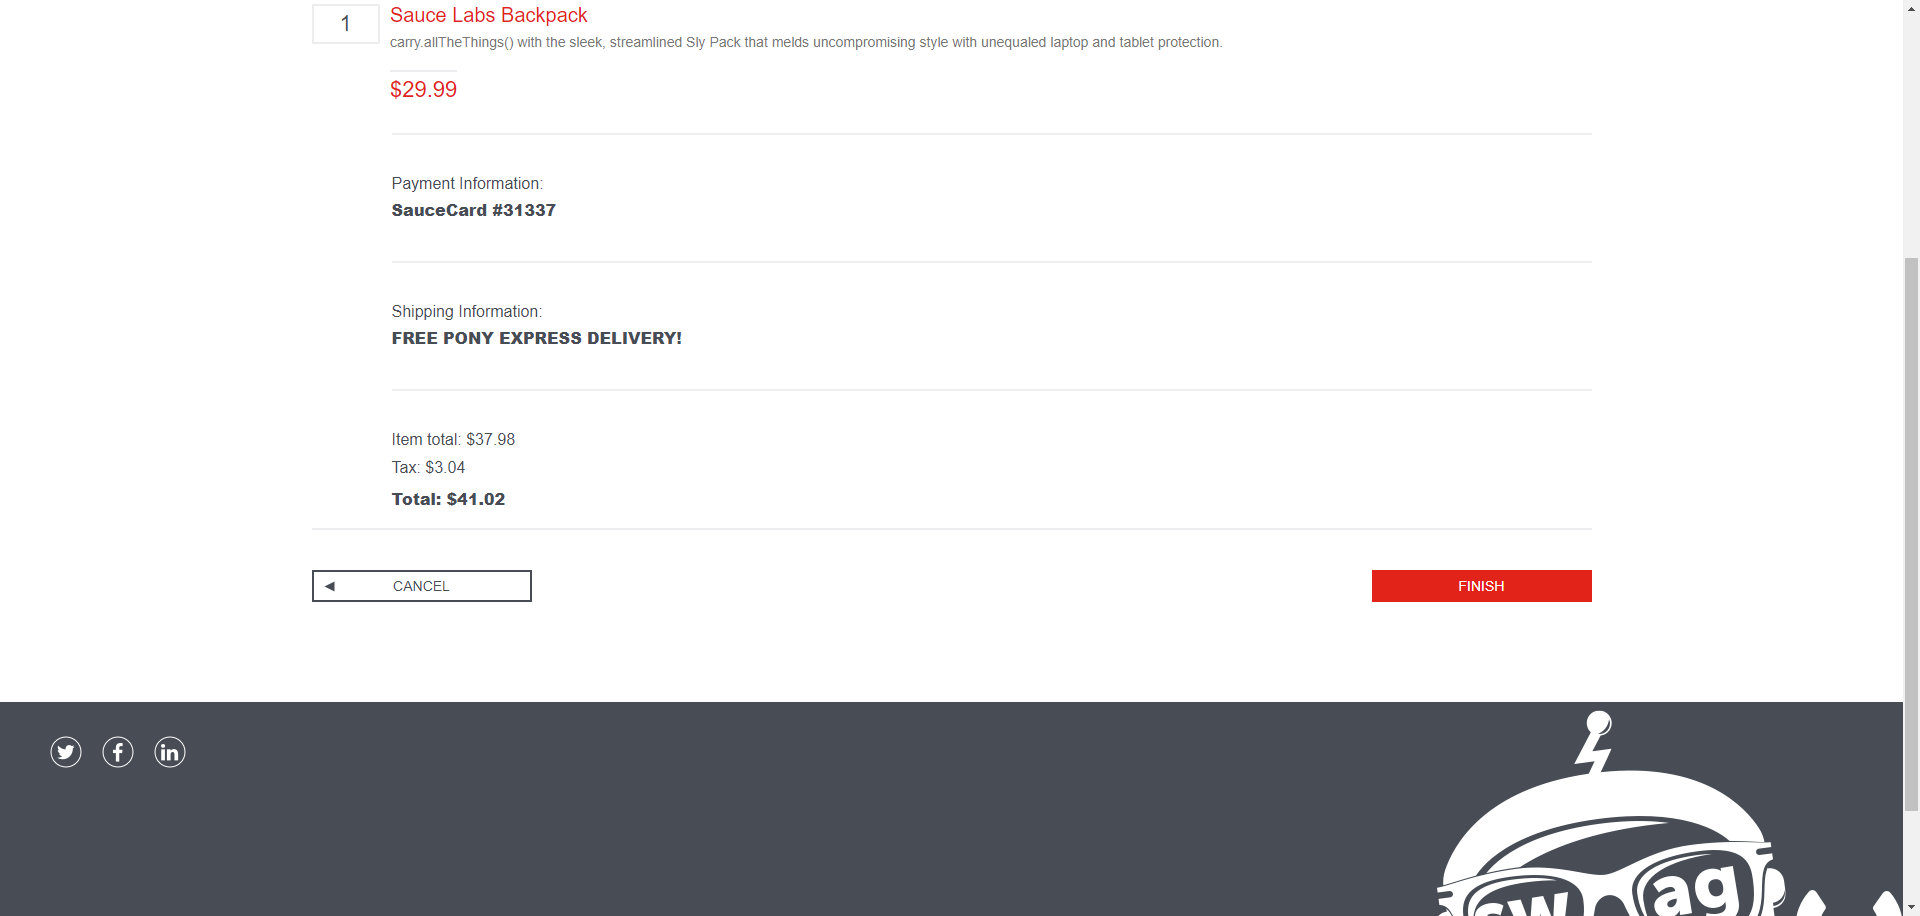 1
Sauce Labs Backpack
carry.allTheThings() with the sleek, streamlined Sly Pack that melds uncompromising style with unequaled laptop and tablet protection.
$29.99
Payment Information:
SauceCard #31337
Shipping Information:
FREE PONY EXPRESS DELIVERY!
Item total: $37.98
Tax: $3.04
Total: $41.02
CANCEL
FINISH
sw ag